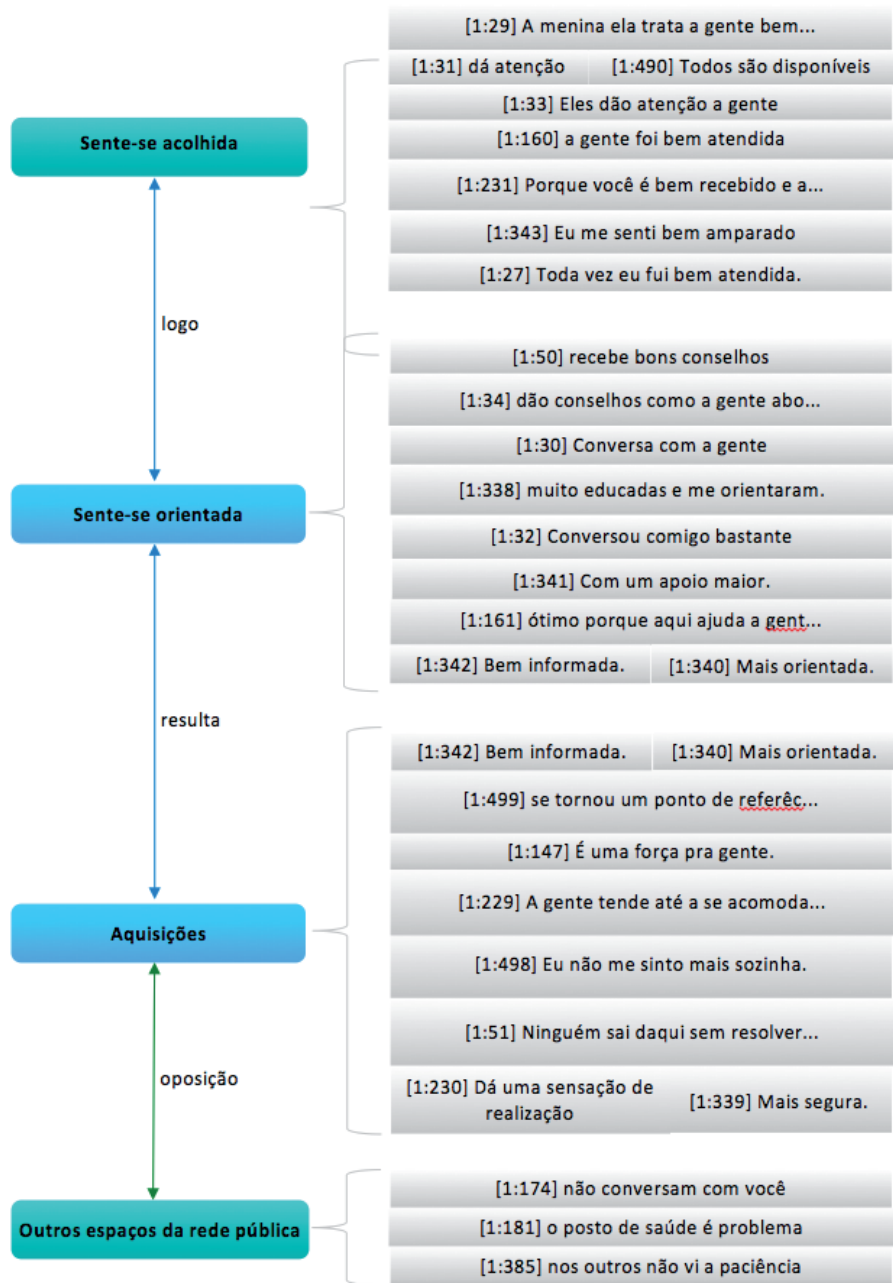 [1:29] A menina ela trata a gente bem...
[1:31] dá atenção
[1:490] Todos são disponíveis
[1:33] Eles dão atenção a gente
Sente-se acolhida
[1:160] a gente foi bem atendida
[1:231] Porque você é bem recebido e a...
[1:343] Eu me senti bem amparado
[1:27] Toda vez eu fui bem atendida.
logo
[1:50] recebe bons conselhos
[1:34] dão conselhos como a gente abo...
[1:30] Conversa com a gente
[1:338] muito educadas e me orientaram.
Sente-se orientada
[1:32] Conversou comigo bastante
[1:341] Com um apoio maior.
[1:161] ótimo porque aqui ajuda a gent...
[1:342] Bem informada.
[1:340] Mais orientada.
resulta
[1:342] Bem informada.
[1:340] Mais orientada.
[1:499] se tornou um ponto de referêc...
[1:147] É uma força pra gente.
[1:229] A gente tende até a se acomoda...
Aquisições
[1:498] Eu não me sinto mais sozinha.
[1:51] Ninguém sai daqui sem resolver...
oposição
[1:230] Dá uma sensação de
realização
[1:339] Mais segura.
[1:174] não conversam com você
Outros espaços da rede pública
[1:181] o posto de saúde é problema
[1:385] nos outros não vi a paciência